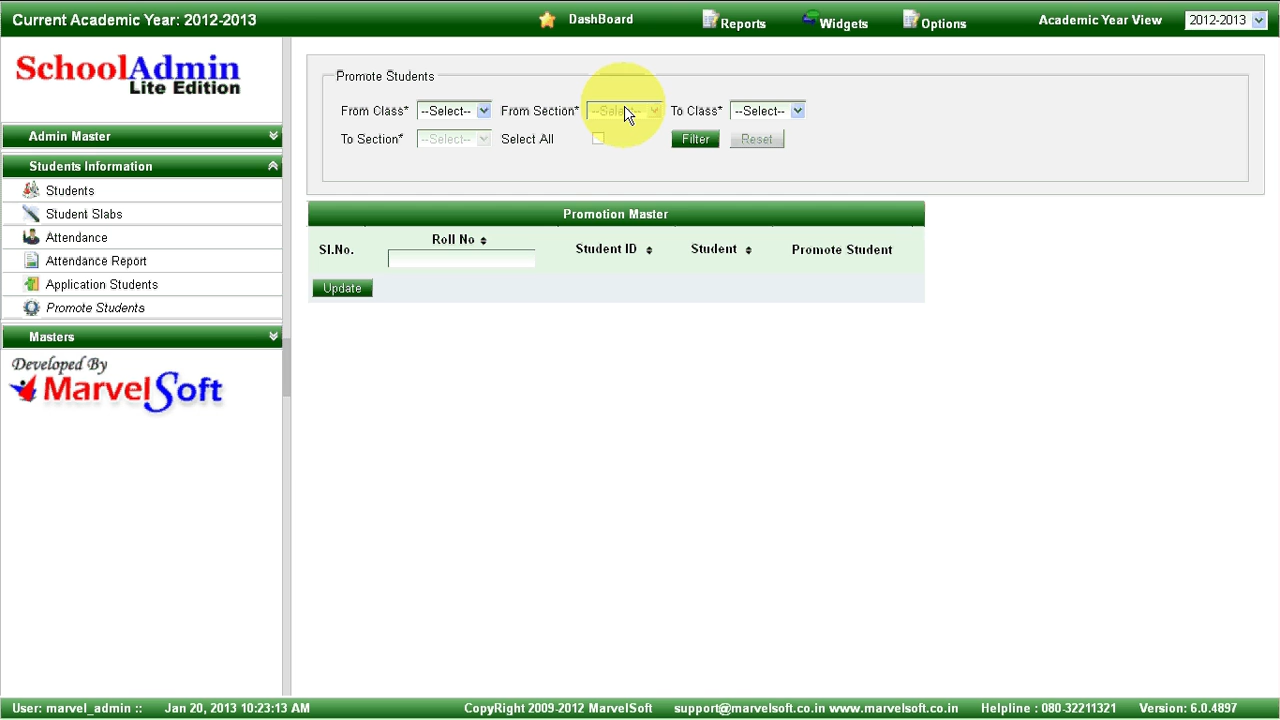 Current Academic Year: 2012-2013
DashBoard
Reports
Widgets
Options
Academic Year View
2012-2013
SchoolAdmin
Lite Edition
Admin Master
Students Information
Students
Student Slabs
Attendance
Attendance Report
Application Students
Promote Students
Masters
Developed By
MarvelSoft
Promote Students
From Class* --Select-- From Section* --Select-- To Class* --Select--
To Section* --Select-- Select All Filter Reset
Promotion Master
Sl.No. Roll No Student ID Student Promote Student
Update
User: marvel_admin :: Jan 20, 2013 10:23:13 AM CopyRight 2009-2012 MarvelSoft support@marvelsoft.co.in www.marvelsoft.co.in Helpline : 080-32211321 Version: 6.0.4897